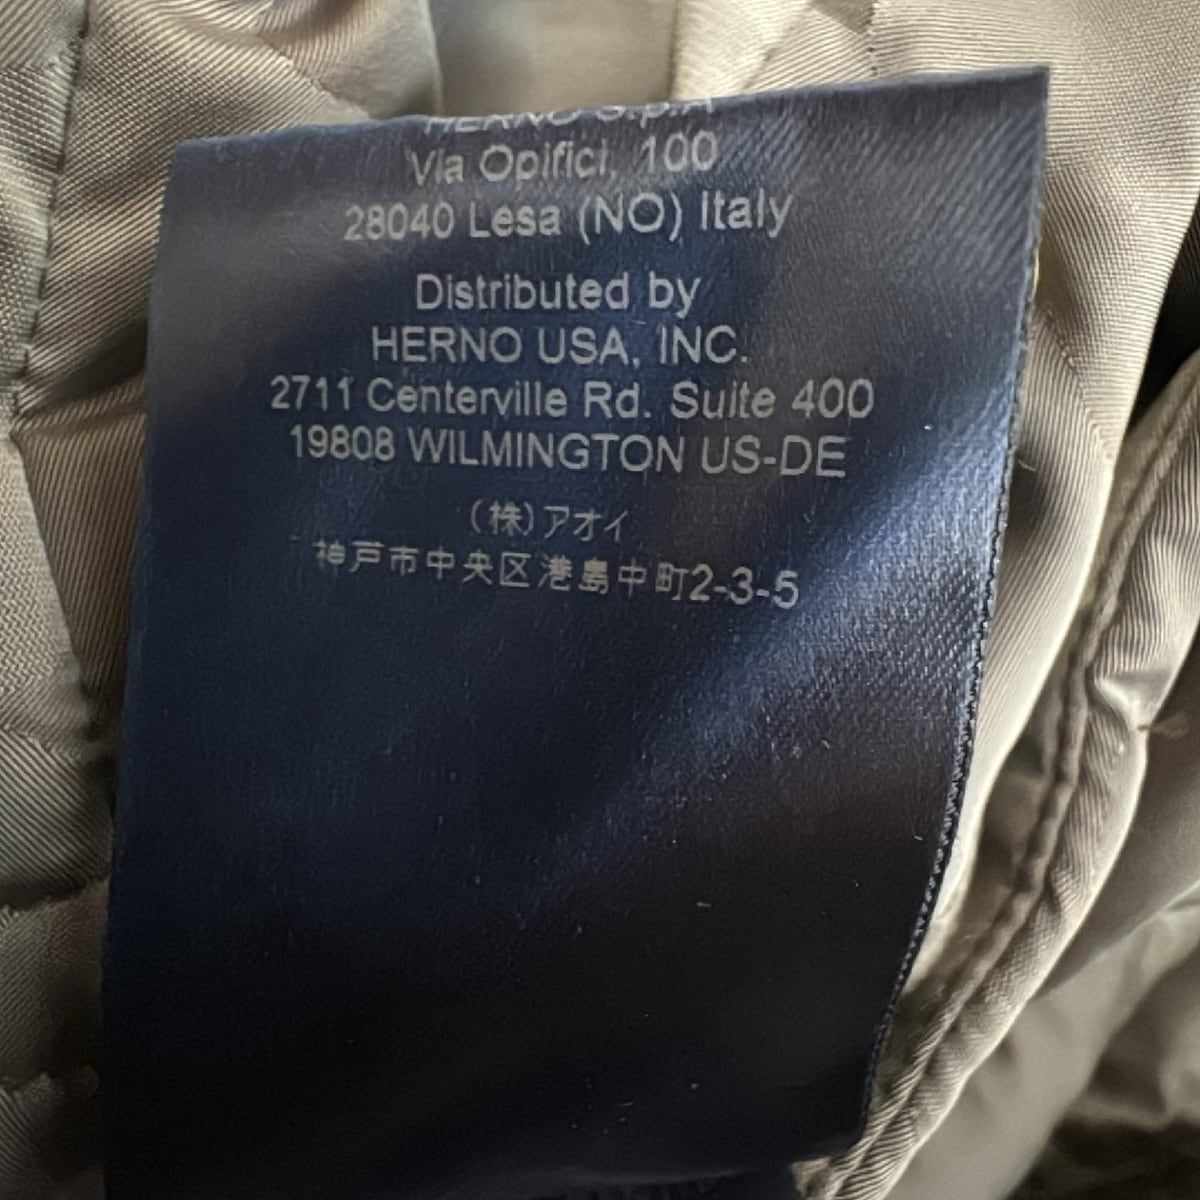 HERNO S.p.A
Via Opifici, 100
28040 Lesa (NO) Italy
Distributed by
HERNO USA, INC.
2711 Centerville Rd. Suite 400
19808 WILMINGTON US-DE
(株)アオイ
神戸市中央区港島中町2-3-5